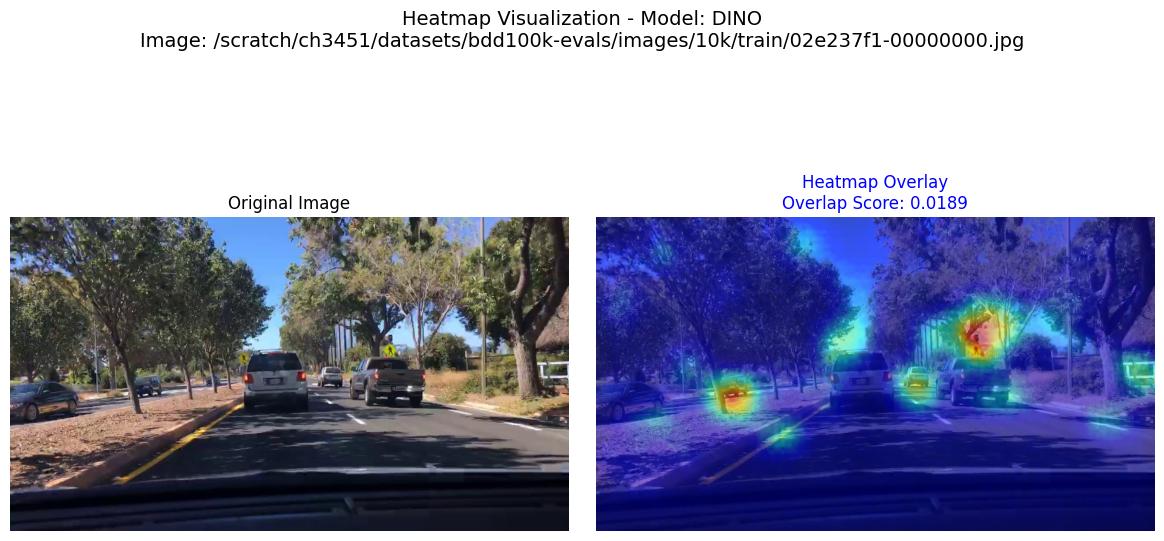 Heatmap Visualization - Model: DINO
Image: /scratch/ch3451/datasets/bdd100k-evals/images/10k/train/02e237f1-00000000.jpg
Original Image
Heatmap Overlay
Overlap Score: 0.0189